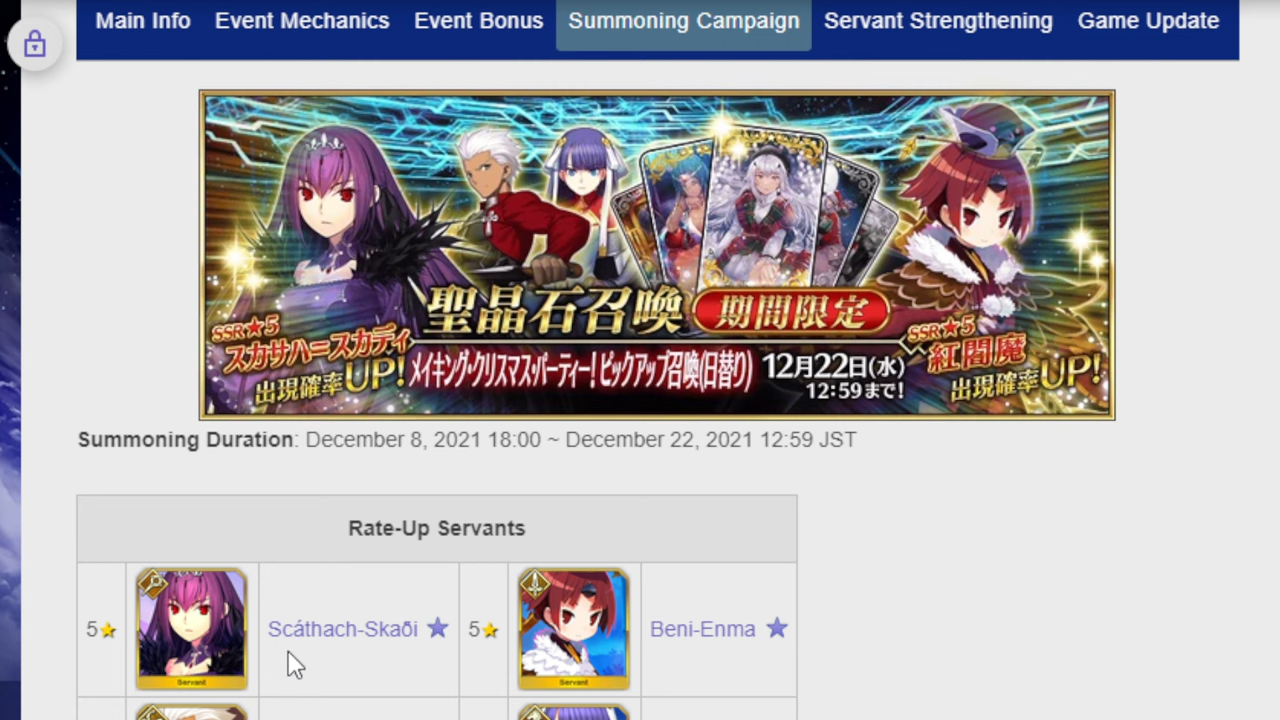 Main Info Event Mechanics Event Bonus Summoning Campaign Servant Strengthening Game Update
聖晶石召喚 期間限定
SSR★5
スカサハ=スカディ
出現確率UP!
メイキング・クリスマス・パーティー!ピックアップ召喚(日替り)
12月22日(水)
12:59まで!
SSR★5
紅閻魔
出現確率UP!
Summoning Duration: December 8, 2021 18:00 ~ December 22, 2021 12:59 JST
Rate-Up Servants
5★ Servant Scáthach-Skaði ★ 5★ Servant Beni-Enma ★